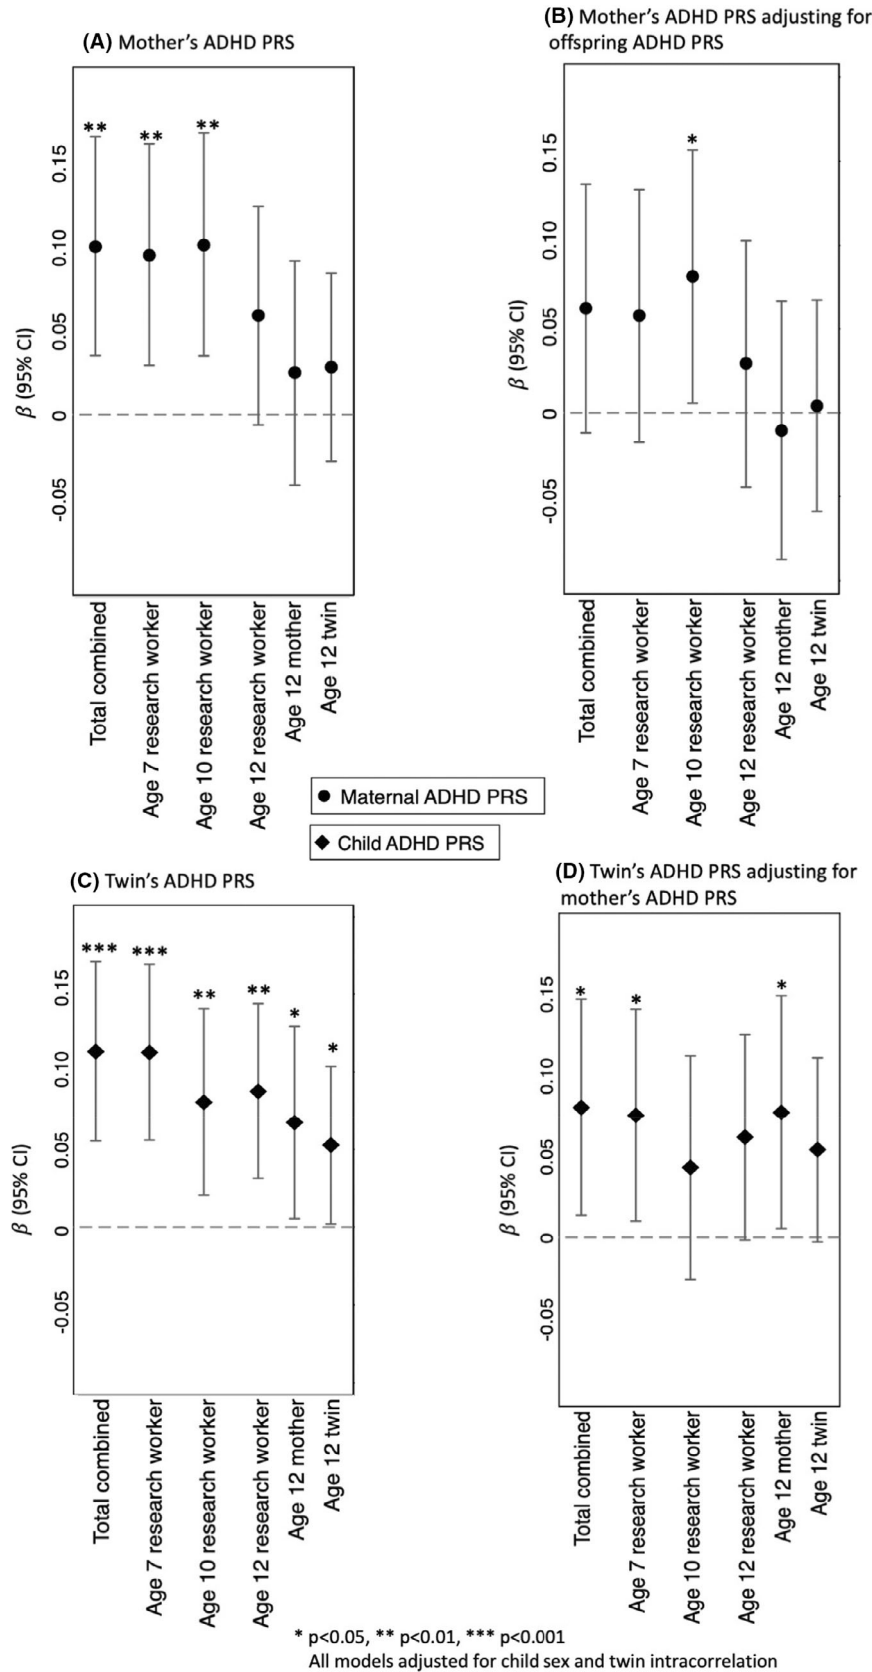 (A) Mother's ADHD PRS
**
**
**
0.15
0.10
0.05
0
-0.05
β (95% CI)
Total combined
Age 7 research worker
Age 10 research worker
Age 12 research worker
Age 12 mother
Age 12 twin
(B) Mother's ADHD PRS adjusting for
offspring ADHD PRS
*
0.15
0.10
0.05
0
-0.05
β (95% CI)
Total combined
Age 7 research worker
Age 10 research worker
Age 12 research worker
Age 12 mother
Age 12 twin
Maternal ADHD PRS
Child ADHD PRS
(C) Twin's ADHD PRS
***
***
**
**
*
*
0.15
0.10
0.05
0
-0.05
β (95% CI)
Total combined
Age 7 research worker
Age 10 research worker
Age 12 research worker
Age 12 mother
Age 12 twin
(D) Twin's ADHD PRS adjusting for
mother's ADHD PRS
*
*
*
0.15
0.10
0.05
0
-0.05
β (95% CI)
Total combined
Age 7 research worker
Age 10 research worker
Age 12 research worker
Age 12 mother
Age 12 twin
* p<0.05, ** p<0.01, *** p<0.001
All models adjusted for child sex and twin intracorrelation